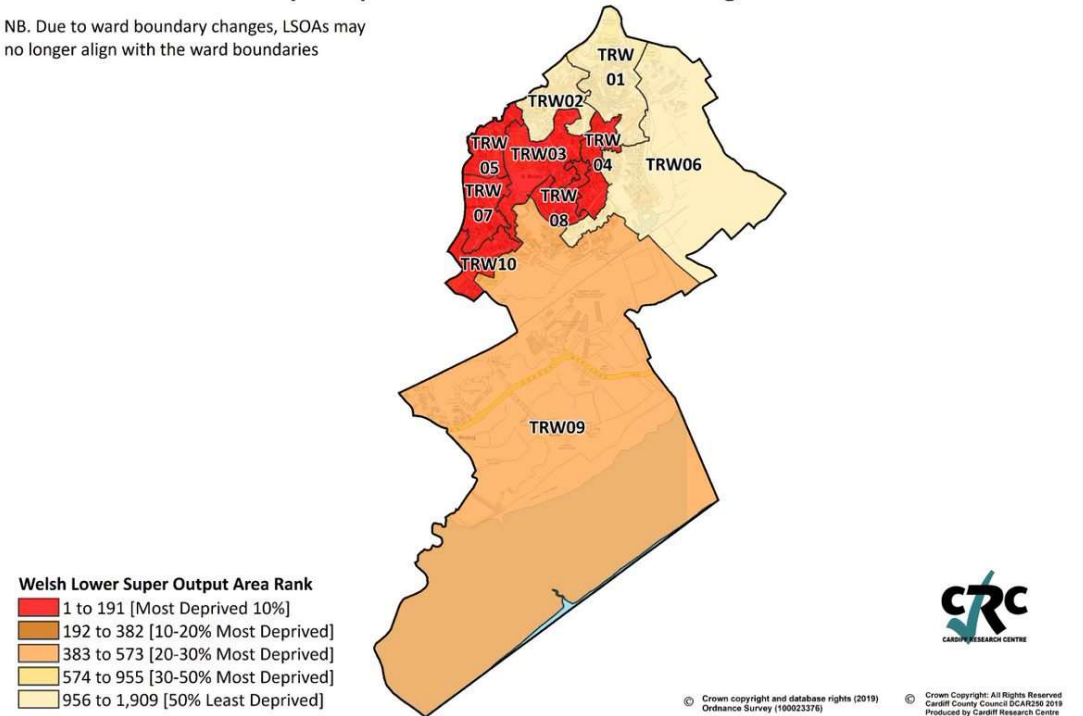 NB. Due to ward boundary changes, LSOAs may
no longer align with the ward boundaries
TRW
01
TRW02
TRW
05
TRW03
TRW
04
TRW06
TRW
07
TRW
08
TRW10
TRW09
Welsh Lower Super Output Area Rank
1 to 191 [Most Deprived 10%]
192 to 382 [10-20% Most Deprived]
383 to 573 [20-30% Most Deprived]
574 to 955 [30-50% Most Deprived]
956 to 1,909 [50% Least Deprived]
CRC
CARDIFF RESEARCH CENTRE
© Crown copyright and database rights (2019)
Ordnance Survey (100023376)
© Crown Copyright: All Rights Reserved
Cardiff County Council DCAR250 2019
Produced by Cardiff Research Centre